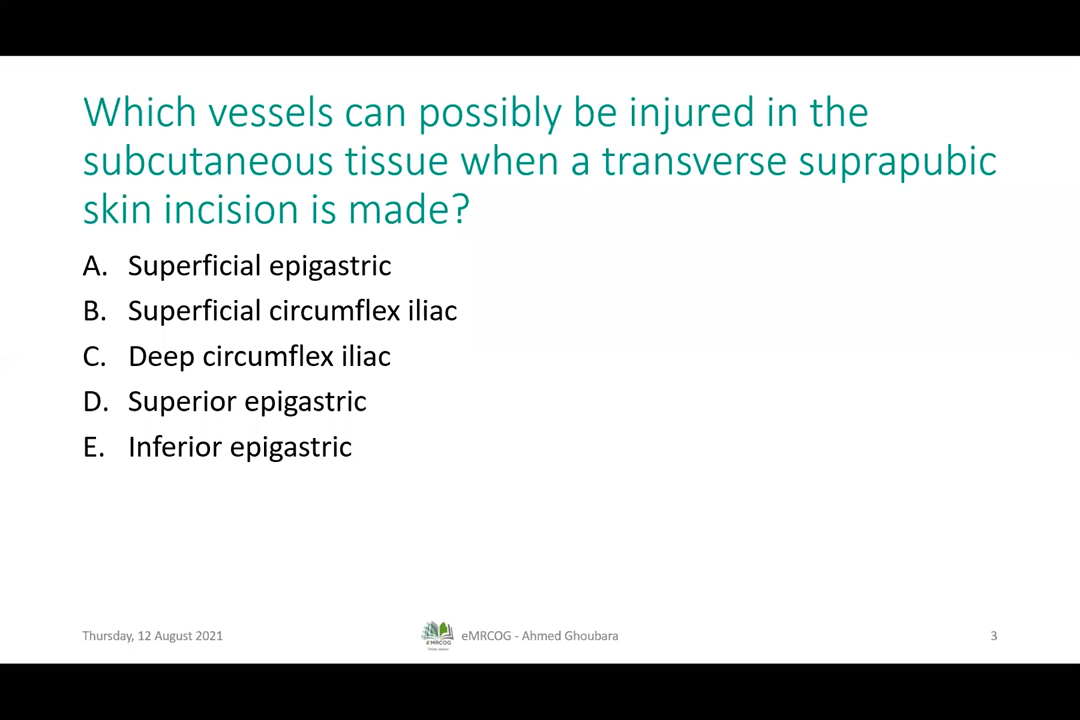 Which vessels can possibly be injured in the
subcutaneous tissue when a transverse suprapubic
skin incision is made?
A. Superficial epigastric
B. Superficial circumflex iliac
C. Deep circumflex iliac
D. Superior epigastric
E. Inferior epigastric
Thursday, 12 August 2021
eMRCOG
eMRCOG - Ahmed Ghoubara
3